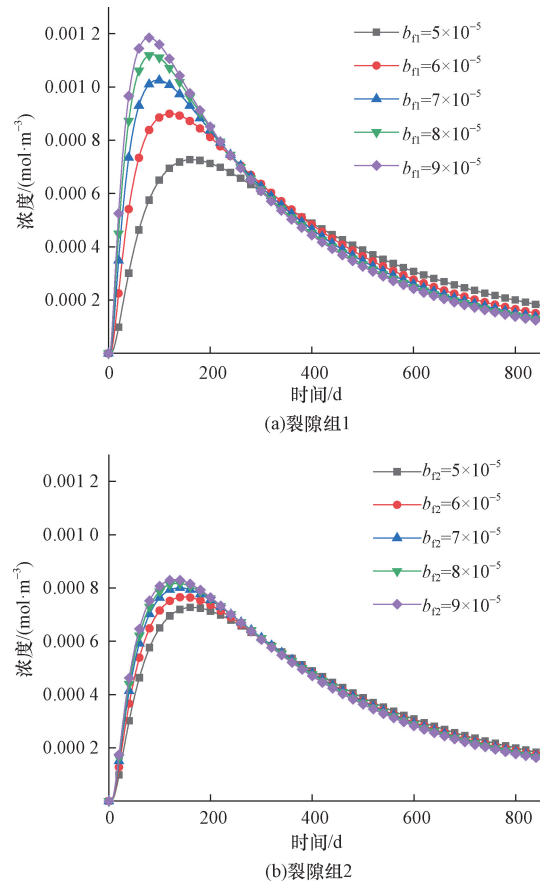 0.001 2
0.001 0
0.000 8
0.000 6
0.000 4
0.000 2
浓度/(mol·m⁻³)
b_f1=5×10⁻⁵
b_f1=6×10⁻⁵
b_f1=7×10⁻⁵
b_f1=8×10⁻⁵
b_f1=9×10⁻⁵
0 200 400 600 800
时间/d
(a)裂隙组1
0.001 2
0.001 0
0.000 8
0.000 6
0.000 4
0.000 2
浓度/(mol·m⁻³)
b_f2=5×10⁻⁵
b_f2=6×10⁻⁵
b_f2=7×10⁻⁵
b_f2=8×10⁻⁵
b_f2=9×10⁻⁵
0 200 400 600 800
时间/d
(b)裂隙组2